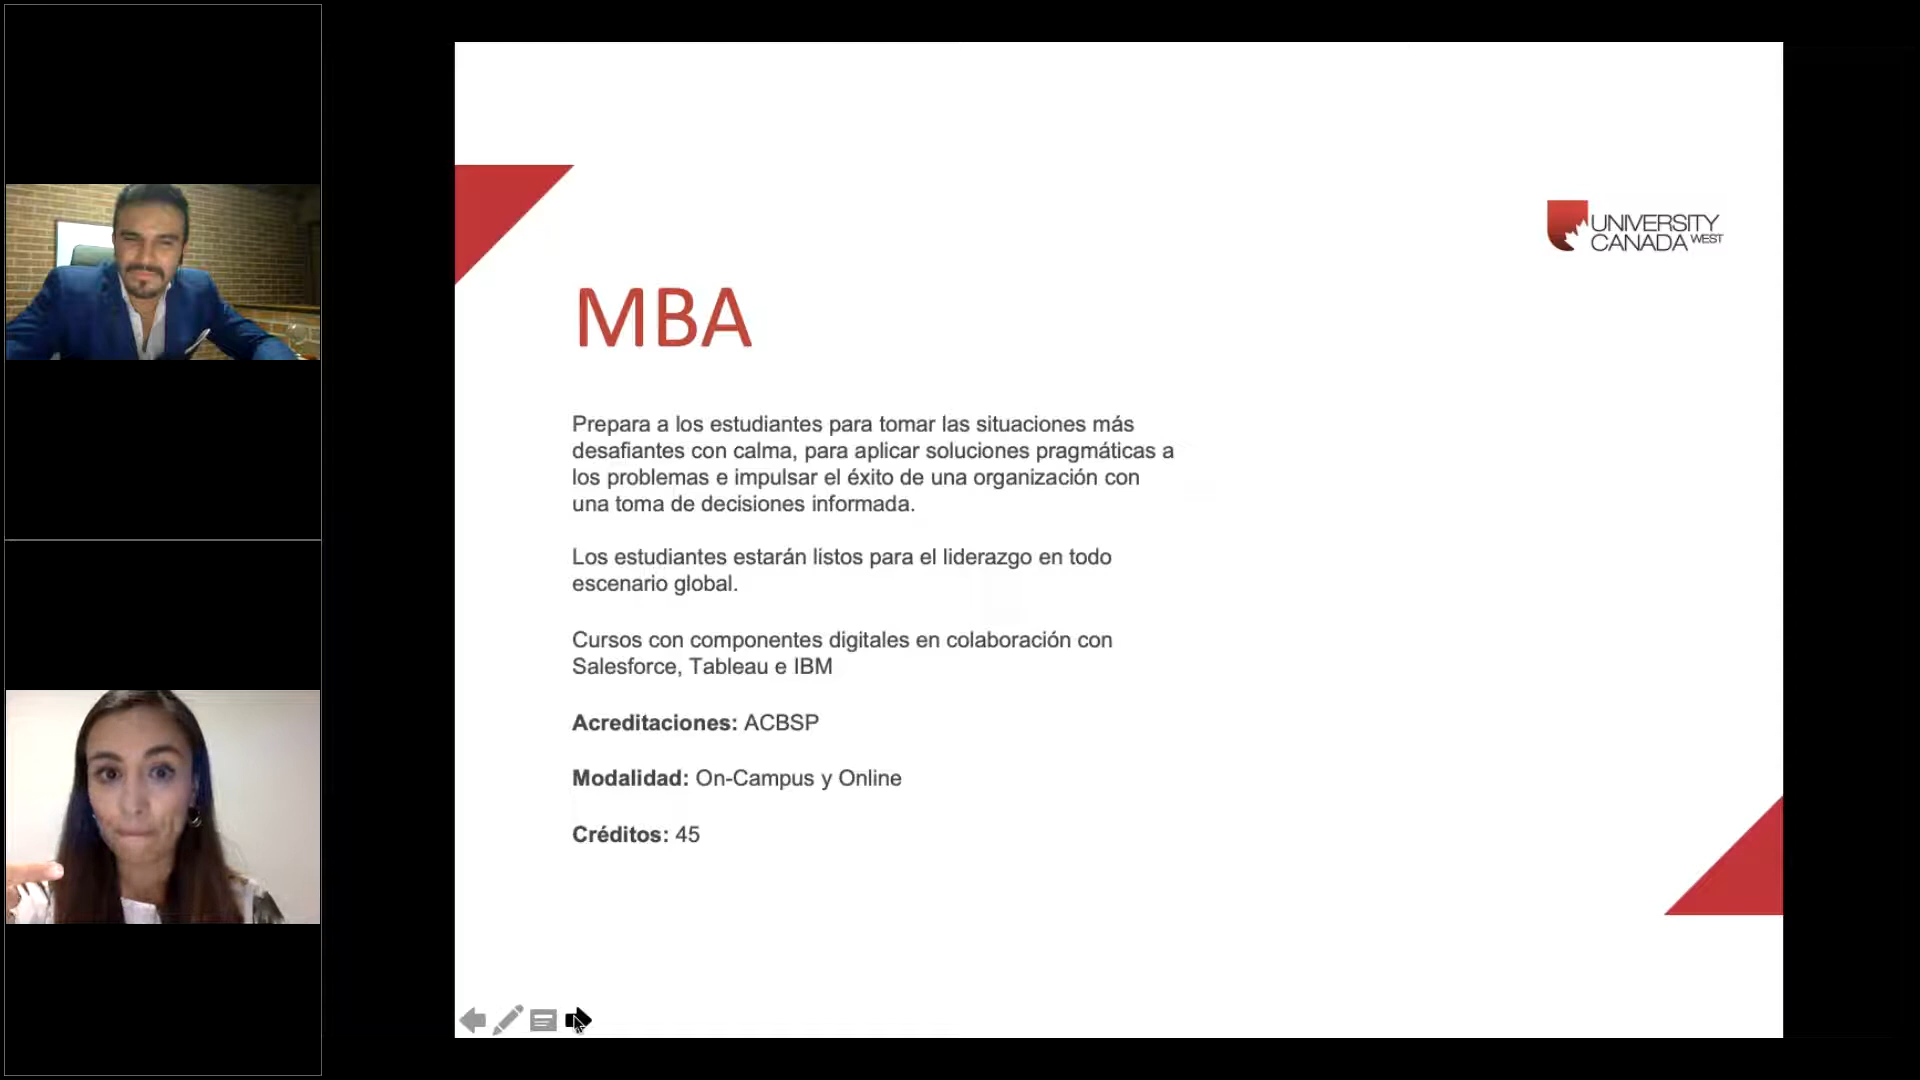 UNIVERSITY
CANADA WEST
MBA
Prepara a los estudiantes para tomar las situaciones más
desafiantes con calma, para aplicar soluciones pragmáticas a
los problemas e impulsar el éxito de una organización con
una toma de decisiones informada.
Los estudiantes estarán listos para el liderazgo en todo
escenario global.
Cursos con componentes digitales en colaboración con
Salesforce, Tableau e IBM
Acreditaciones: ACBSP
Modalidad: On-Campus y Online
Créditos: 45